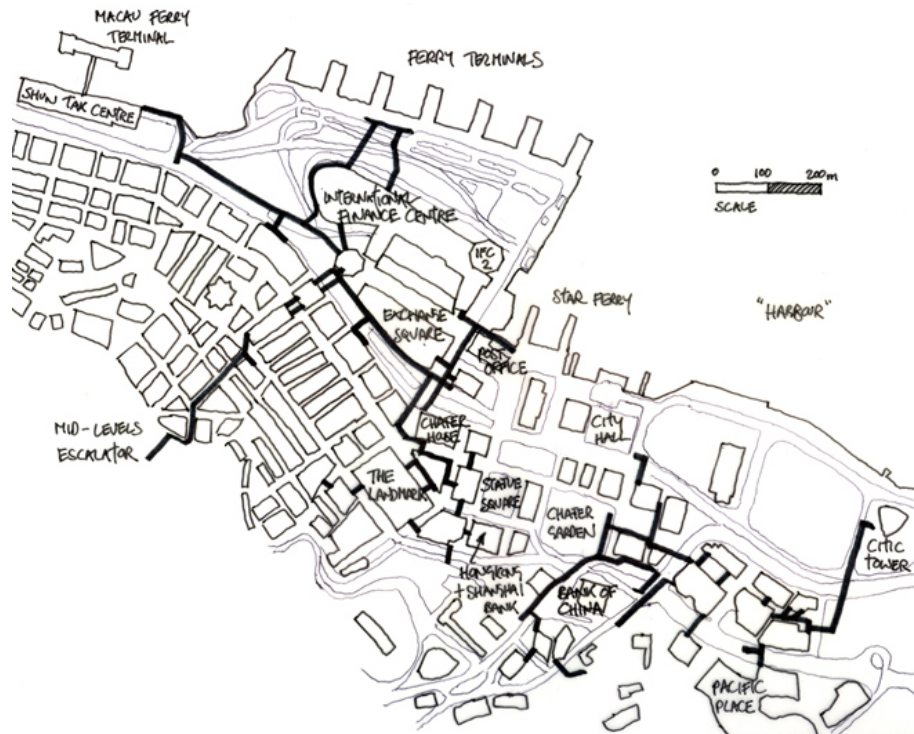 MACAU FERRY
TERMINAL
FERRY TERMINALS
SHUN TAK CENTRE
0 100 200m
SCALE
INTERNATIONAL
FINANCE CENTRE
IFC
2
STAR FERRY
"HARBOUR"
EXCHANGE
SQUARE
POST
OFFICE
MID-LEVELS
ESCALATOR
CHATER
HOUSE
CITY
HALL
THE
LANDMARK
STATUE
SQUARE
CHATER
GARDEN
CITIC
TOWER
HONGKONG
+ SHANGHAI
BANK
BANK OF
CHINA
PACIFIC
PLACE